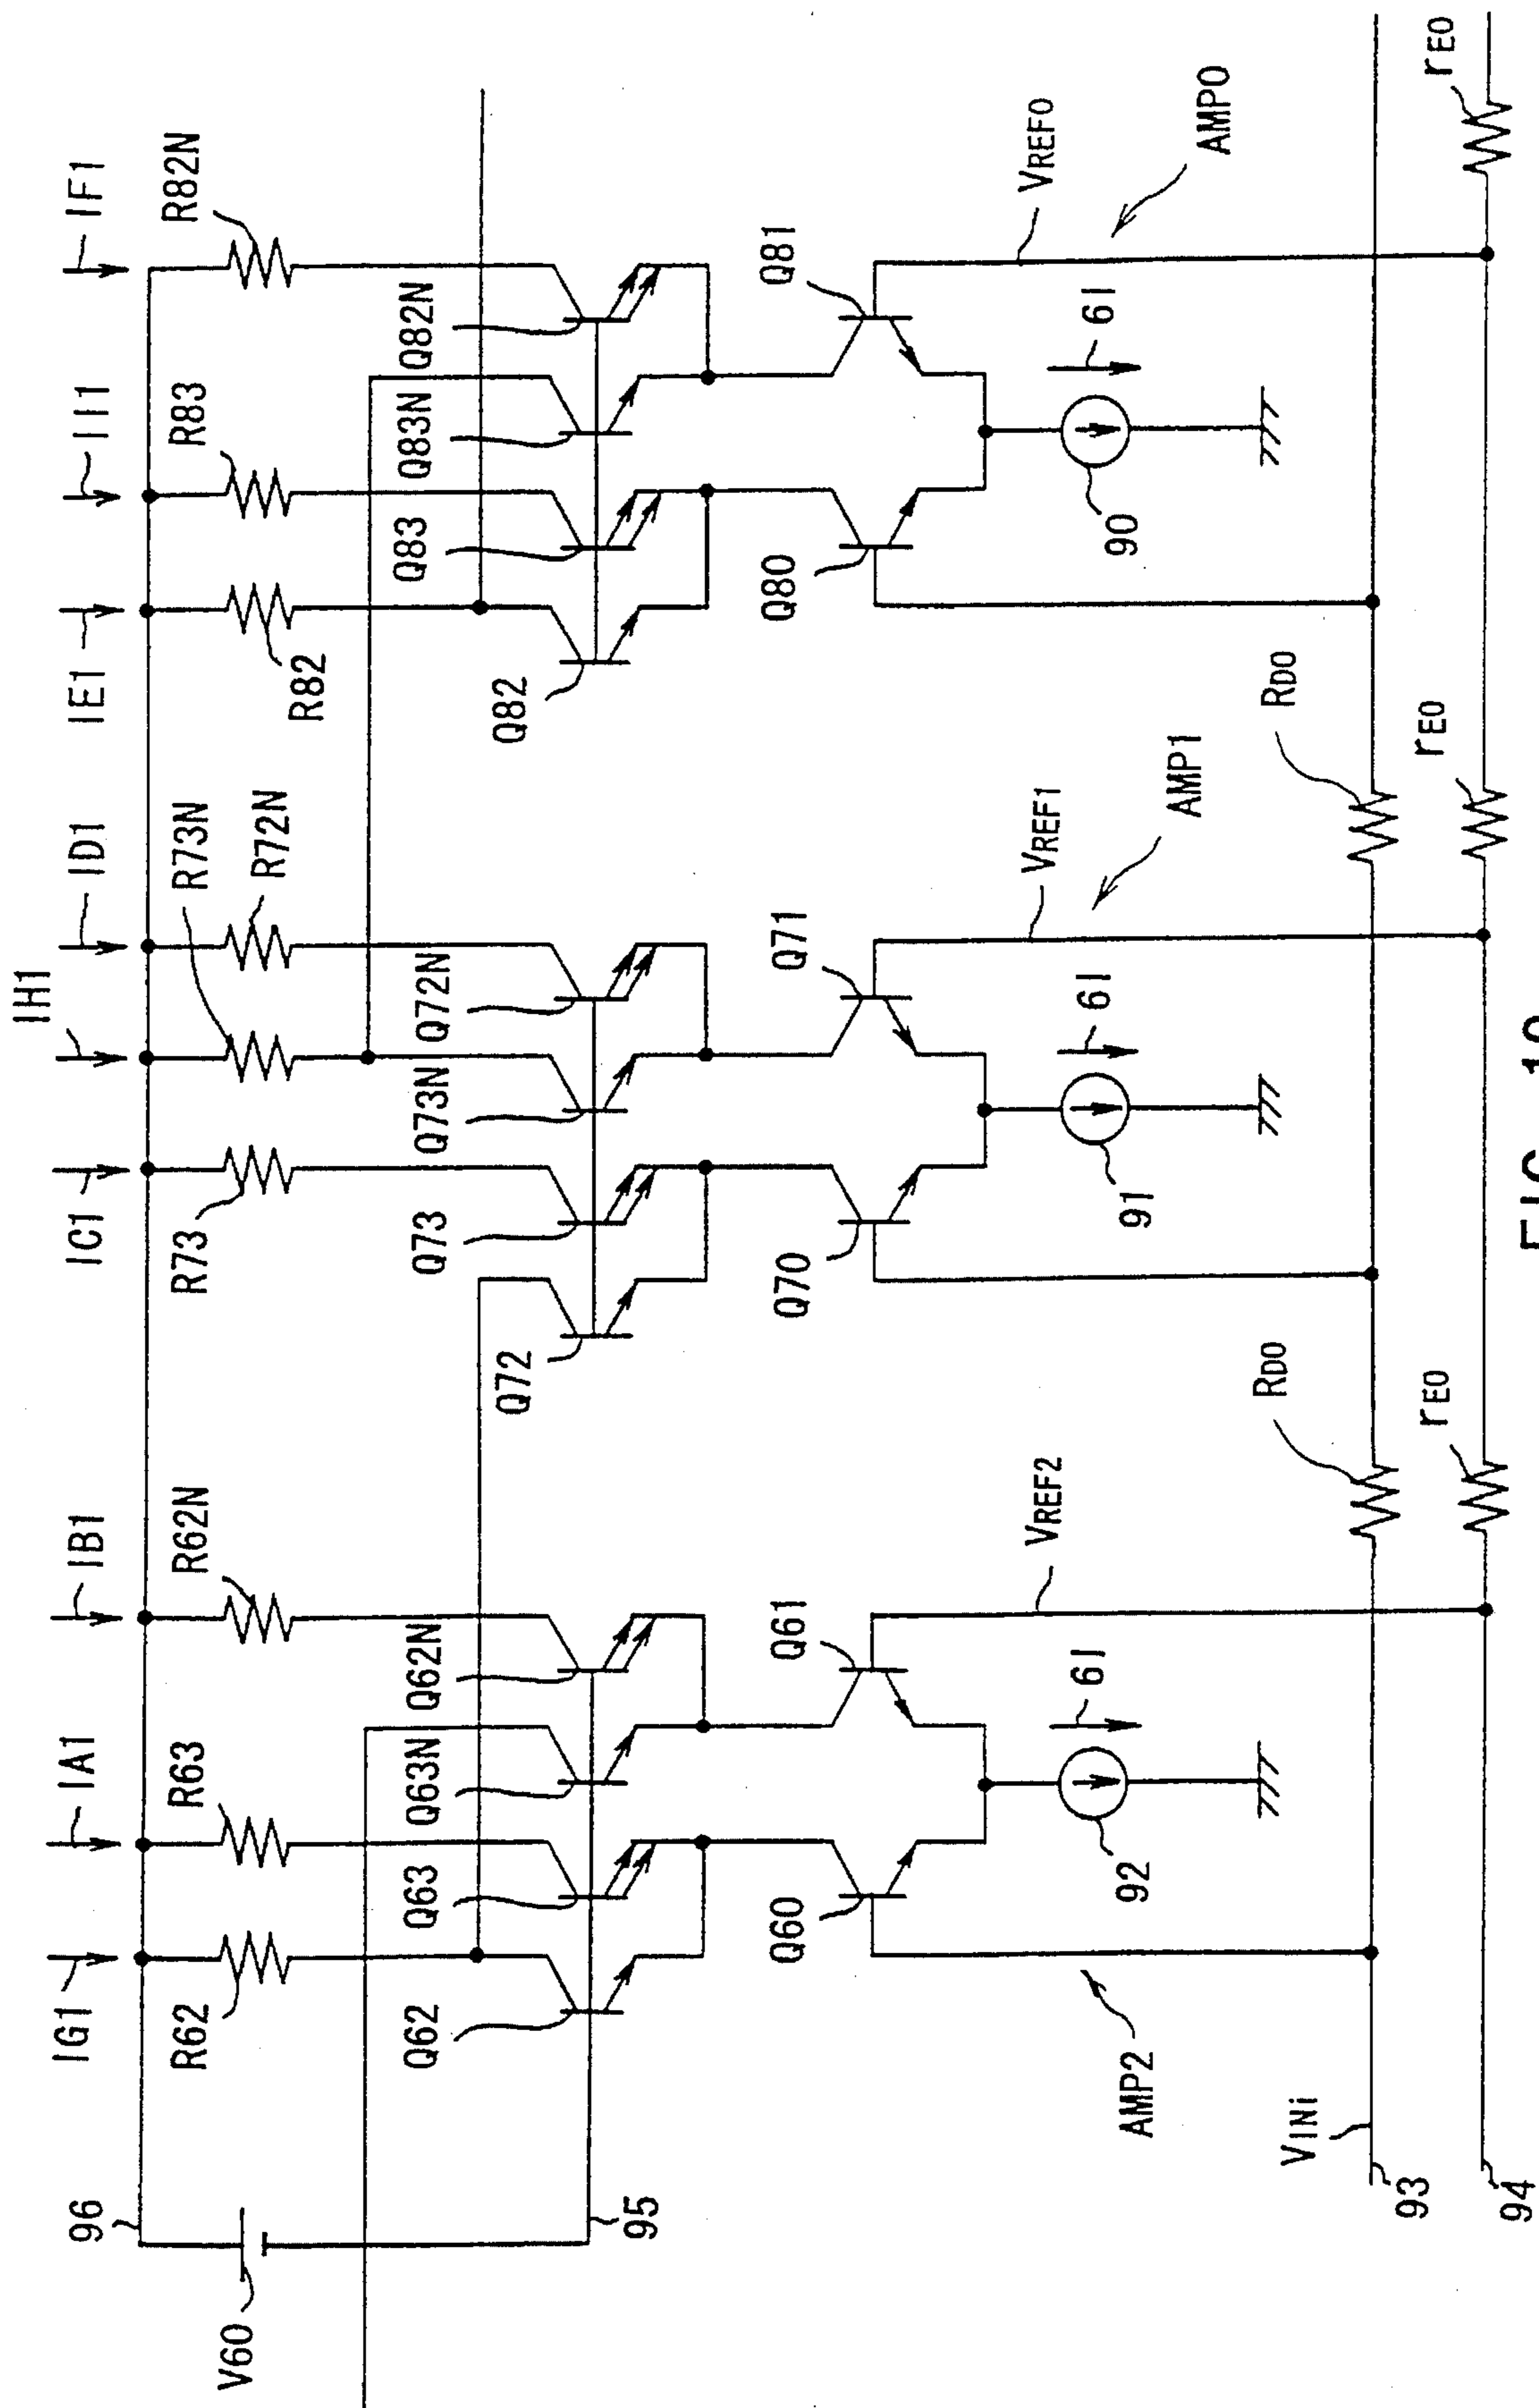 IG1
IA1
IB1
IC1
IH1
ID1
IE1
II1
IF1
96
R62
R63
R62N
R73
R73N
R72N
R82
R83
R82N
V60
Q62
Q63
Q63N
Q62N
Q72
Q73
Q73N
Q72N
Q82
Q83
Q83N
Q82N
95
Q60
Q61
Q70
Q71
Q80
Q81
92
6I
91
6I
90
6I
AMP2
VREF2
AMP1
VREF1
AMP0
VREF0
VINi
93
RD0
RD0
94
rE0
rE0
rE0